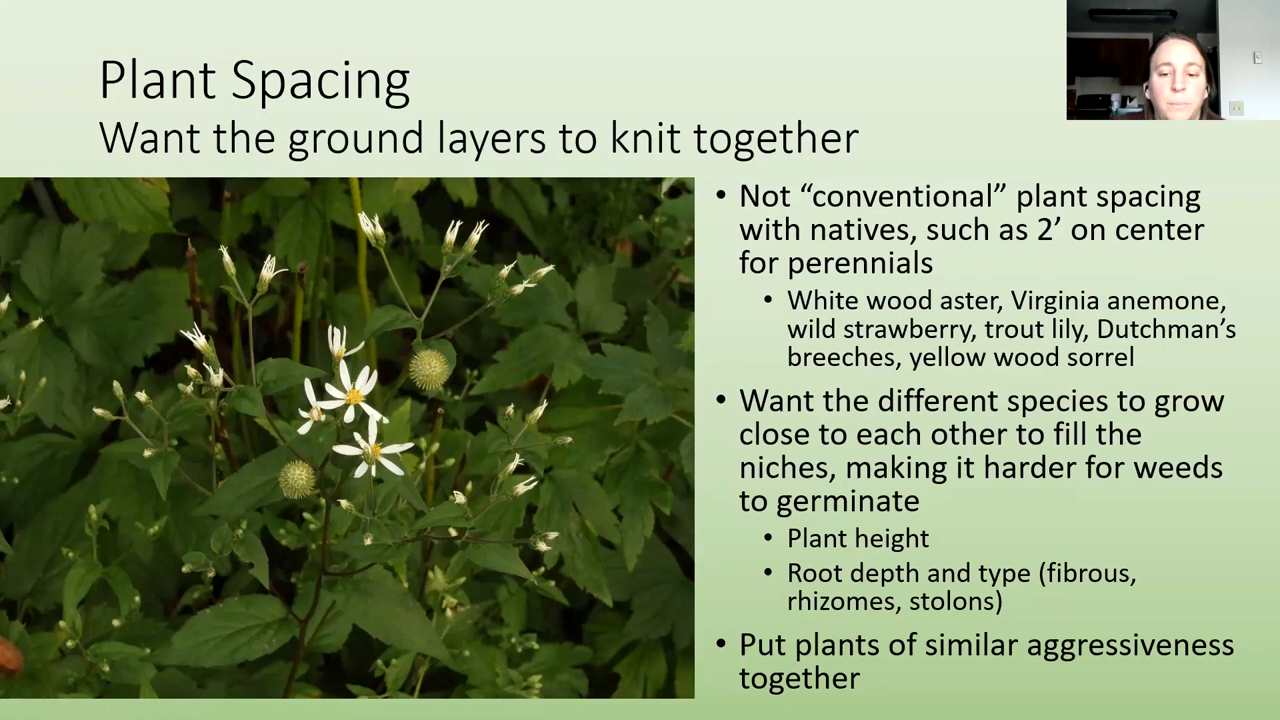 Plant Spacing
Want the ground layers to knit together
• Not “conventional” plant spacing
with natives, such as 2’ on center
for perennials
• White wood aster, Virginia anemone,
wild strawberry, trout lily, Dutchman’s
breeches, yellow wood sorrel
• Want the different species to grow
close to each other to fill the
niches, making it harder for weeds
to germinate
• Plant height
• Root depth and type (fibrous,
rhizomes, stolons)
• Put plants of similar aggressiveness
together